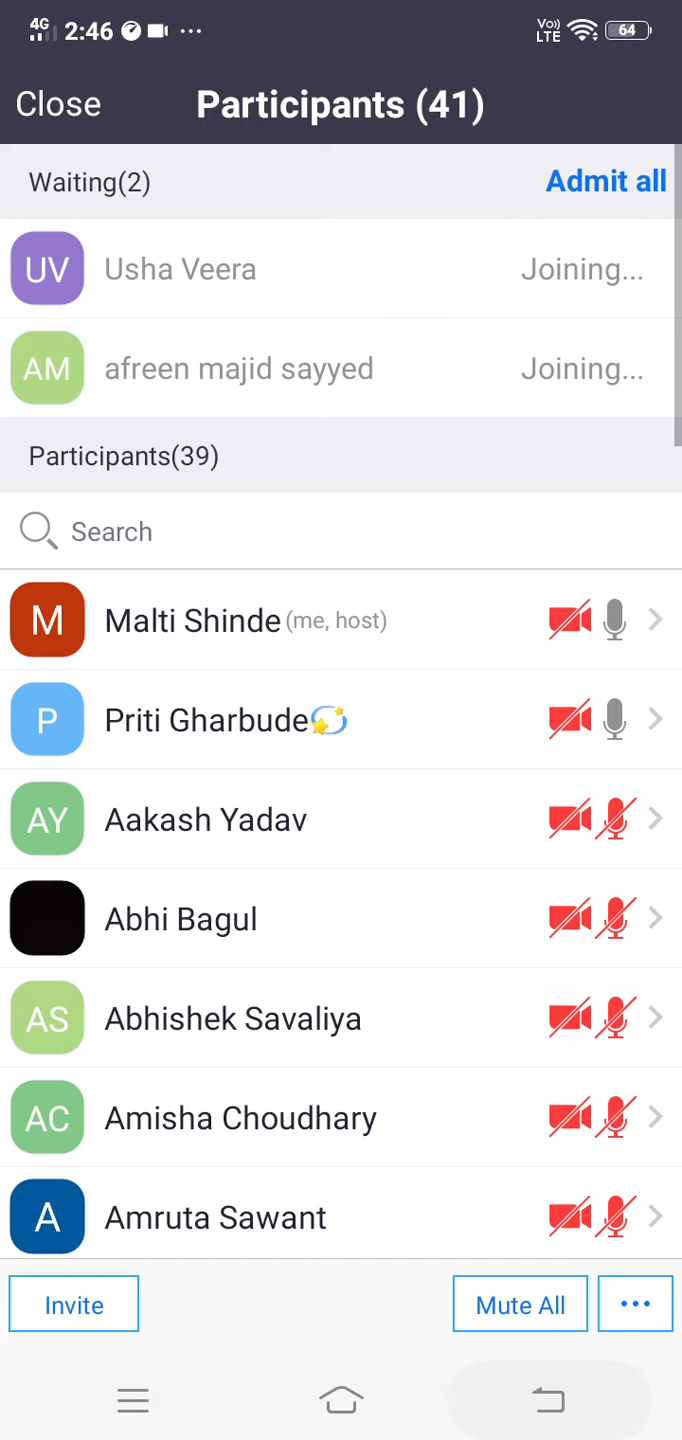 4G 2:46 ... Vo) LTE 64
Close Participants (41)
Waiting(2) Admit all
UV Usha Veera Joining...
AM afreen majid sayyed Joining...
Participants(39)
Search
M Malti Shinde (me, host)
P Priti Gharbude💫
AY Aakash Yadav
Abhi Bagul
AS Abhishek Savaliya
AC Amisha Choudhary
A Amruta Sawant
Invite Mute All ...